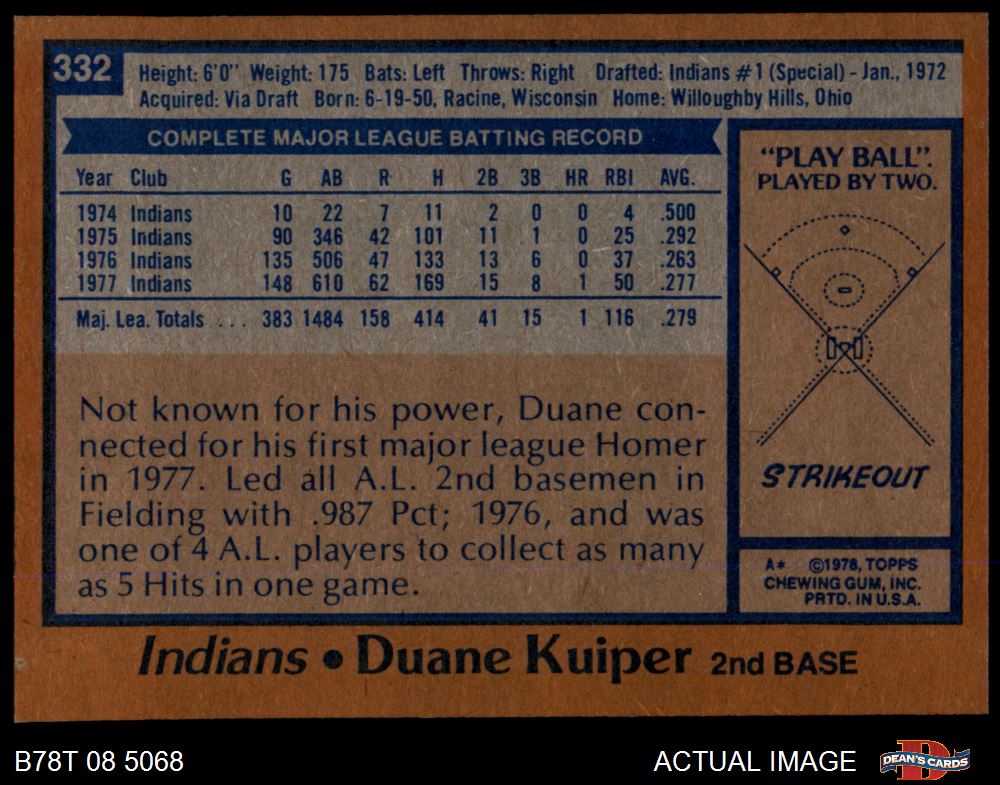 332
Height: 6'0" Weight: 175 Bats: Left Throws: Right Drafted: Indians #1 (Special) - Jan., 1972
Acquired: Via Draft Born: 6-19-50, Racine, Wisconsin Home: Willoughby Hills, Ohio
COMPLETE MAJOR LEAGUE BATTING RECORD
Year Club G AB R H 2B 3B HR RBI AVG.
1974 Indians 10 22 7 11 2 0 0 4 .500
1975 Indians 90 346 42 101 11 1 0 25 .292
1976 Indians 135 506 47 133 13 6 0 37 .263
1977 Indians 148 610 62 169 15 8 1 50 .277
Maj. Lea. Totals ... 383 1484 158 414 41 15 1 116 .279
Not known for his power, Duane con-
nected for his first major league Homer
in 1977. Led all A.L. 2nd basemen in
Fielding with .987 Pct; 1976, and was
one of 4 A.L. players to collect as many
as 5 Hits in one game.
"PLAY BALL".
PLAYED BY TWO.
STRIKEOUT
A* ©1978, TOPPS
CHEWING GUM, INC.
PRTD. IN U.S.A.
Indians • Duane Kuiper 2nd BASE
B78T 08 5068
ACTUAL IMAGE
D
DEAN'S CARDS